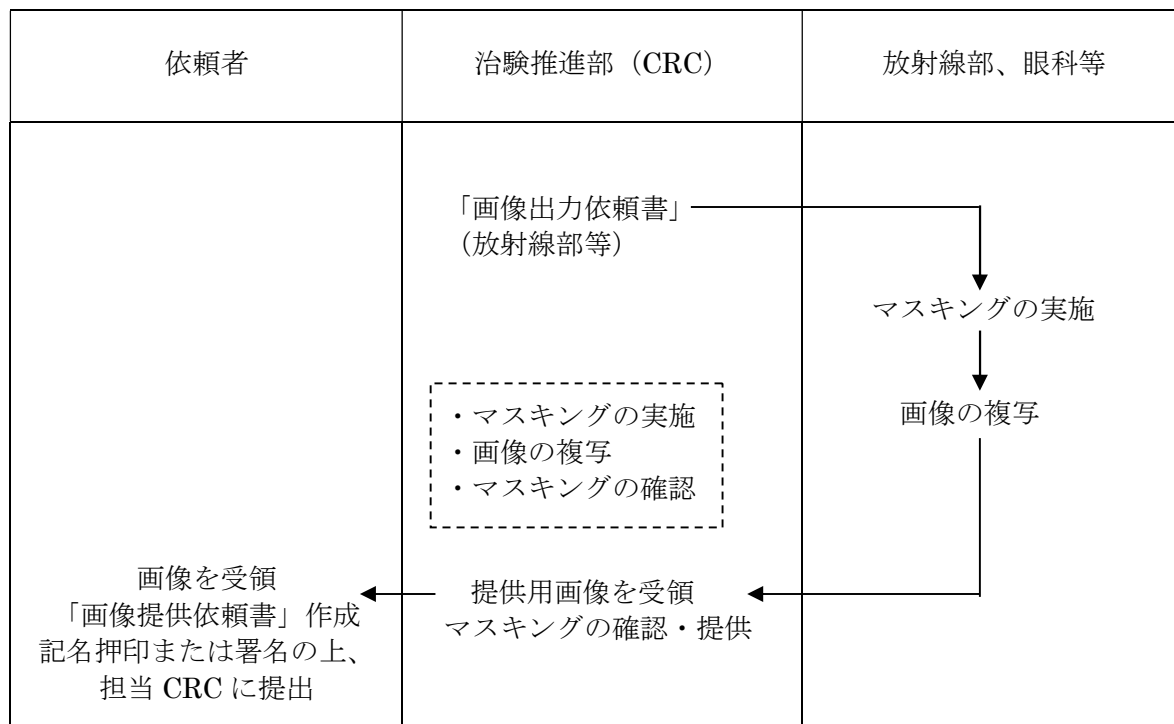 依頼者
治験推進部（CRC）
放射線部、眼科等
「画像出力依頼書」
（放射線部等）
マスキングの実施
画像の複写
・マスキングの実施
・画像の複写
・マスキングの確認
提供用画像を受領
マスキングの確認・提供
画像を受領
「画像提供依頼書」作成
記名押印または署名の上、
担当 CRC に提出